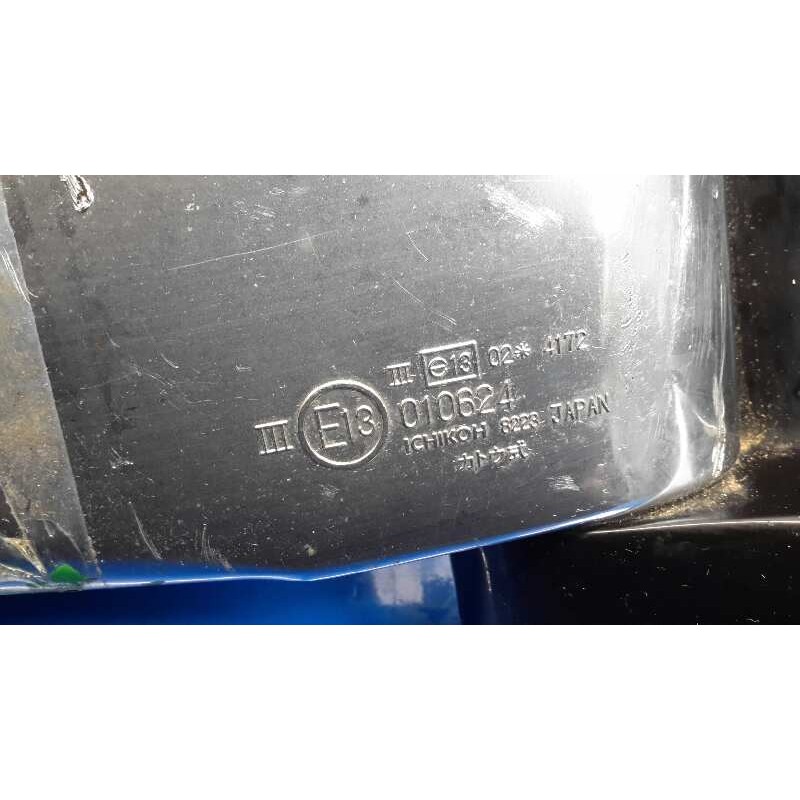 III e13 02* 4172
III E13 010624
ICHIKOH 8223 JAPAN
カトウ式